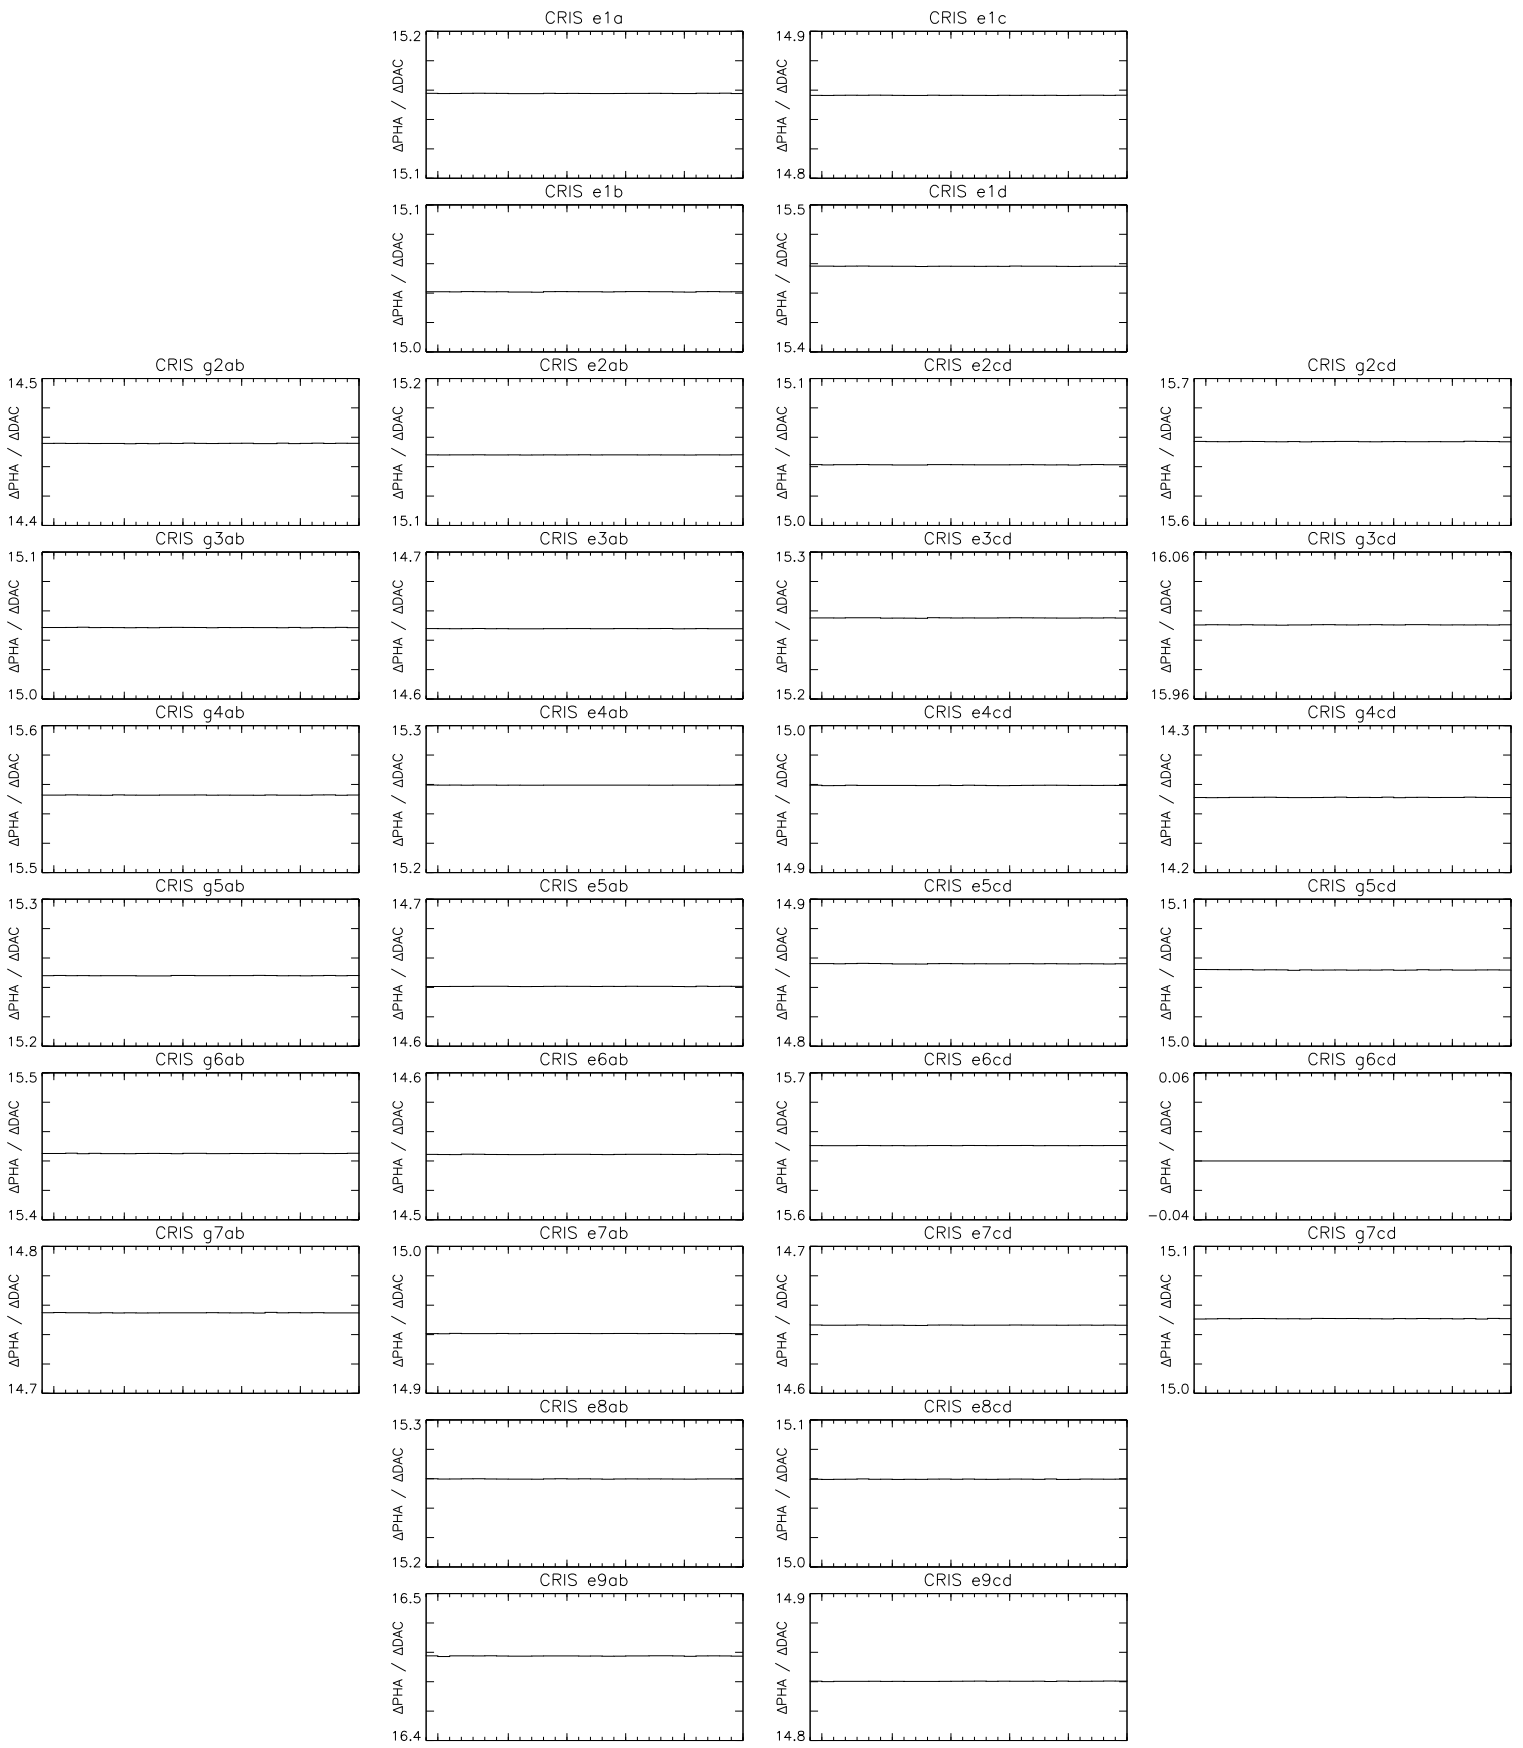 CRIS e1a
15.2
ΔPHA / ΔDAC
15.1
CRIS e1c
14.9
ΔPHA / ΔDAC
14.8
CRIS e1b
15.1
ΔPHA / ΔDAC
15.0
CRIS e1d
15.5
ΔPHA / ΔDAC
15.4
CRIS g2ab
14.5
ΔPHA / ΔDAC
14.4
CRIS e2ab
15.2
ΔPHA / ΔDAC
15.1
CRIS e2cd
15.1
ΔPHA / ΔDAC
15.0
CRIS g2cd
15.7
ΔPHA / ΔDAC
15.6
CRIS g3ab
15.1
ΔPHA / ΔDAC
15.0
CRIS e3ab
14.7
ΔPHA / ΔDAC
14.6
CRIS e3cd
15.3
ΔPHA / ΔDAC
15.2
CRIS g3cd
16.06
ΔPHA / ΔDAC
15.96
CRIS g4ab
15.6
ΔPHA / ΔDAC
15.5
CRIS e4ab
15.3
ΔPHA / ΔDAC
15.2
CRIS e4cd
15.0
ΔPHA / ΔDAC
14.9
CRIS g4cd
14.3
ΔPHA / ΔDAC
14.2
CRIS g5ab
15.3
ΔPHA / ΔDAC
15.2
CRIS e5ab
14.7
ΔPHA / ΔDAC
14.6
CRIS e5cd
14.9
ΔPHA / ΔDAC
14.8
CRIS g5cd
15.1
ΔPHA / ΔDAC
15.0
CRIS g6ab
15.5
ΔPHA / ΔDAC
15.4
CRIS e6ab
14.6
ΔPHA / ΔDAC
14.5
CRIS e6cd
15.7
ΔPHA / ΔDAC
15.6
CRIS g6cd
0.06
ΔPHA / ΔDAC
−0.04
CRIS g7ab
14.8
ΔPHA / ΔDAC
14.7
CRIS e7ab
15.0
ΔPHA / ΔDAC
14.9
CRIS e7cd
14.7
ΔPHA / ΔDAC
14.6
CRIS g7cd
15.1
ΔPHA / ΔDAC
15.0
CRIS e8ab
15.3
ΔPHA / ΔDAC
15.2
CRIS e8cd
15.1
ΔPHA / ΔDAC
15.0
CRIS e9ab
16.5
ΔPHA / ΔDAC
16.4
CRIS e9cd
14.9
ΔPHA / ΔDAC
14.8